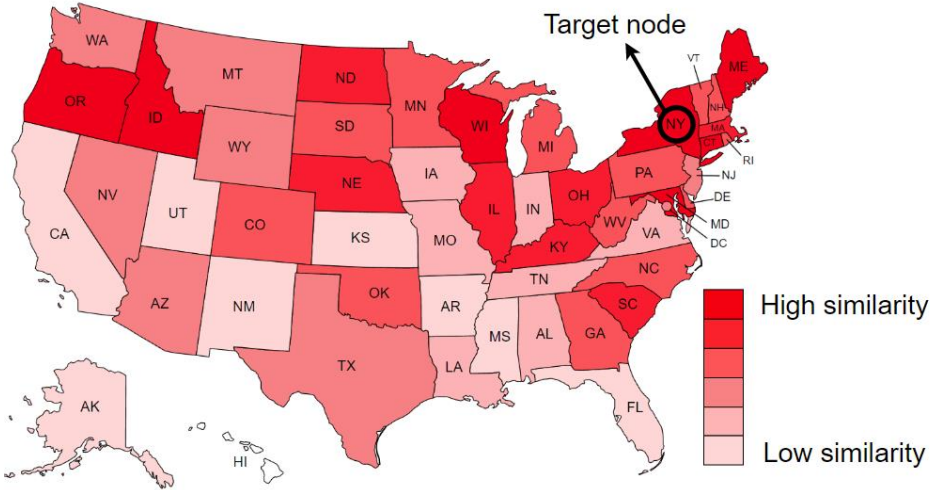 Target node
WA
MT
ND
MN
VT
ME
OR
ID
WY
SD
WI
MI
NY
NH
MA
CT
RI
NV
UT
CO
NE
IA
IL
IN
OH
PA
NJ
DE
MD
DC
CA
KS
MO
KY
WV
VA
AZ
NM
OK
AR
TN
NC
SC
TX
LA
MS
AL
GA
FL
AK
HI
High similarity
Low similarity